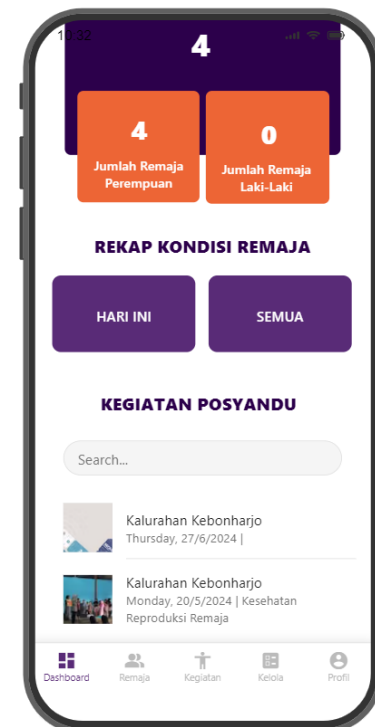 10:32
4
4
Jumlah Remaja
Perempuan
0
Jumlah Remaja
Laki-Laki
REKAP KONDISI REMAJA
HARI INI
SEMUA
KEGIATAN POSYANDU
Search...
Kalurahan Kebonharjo
Thursday, 27/6/2024 |
Kalurahan Kebonharjo
Monday, 20/5/2024 | Kesehatan
Reproduksi Remaja
Dashboard
Remaja
Kegiatan
Kelola
Profil